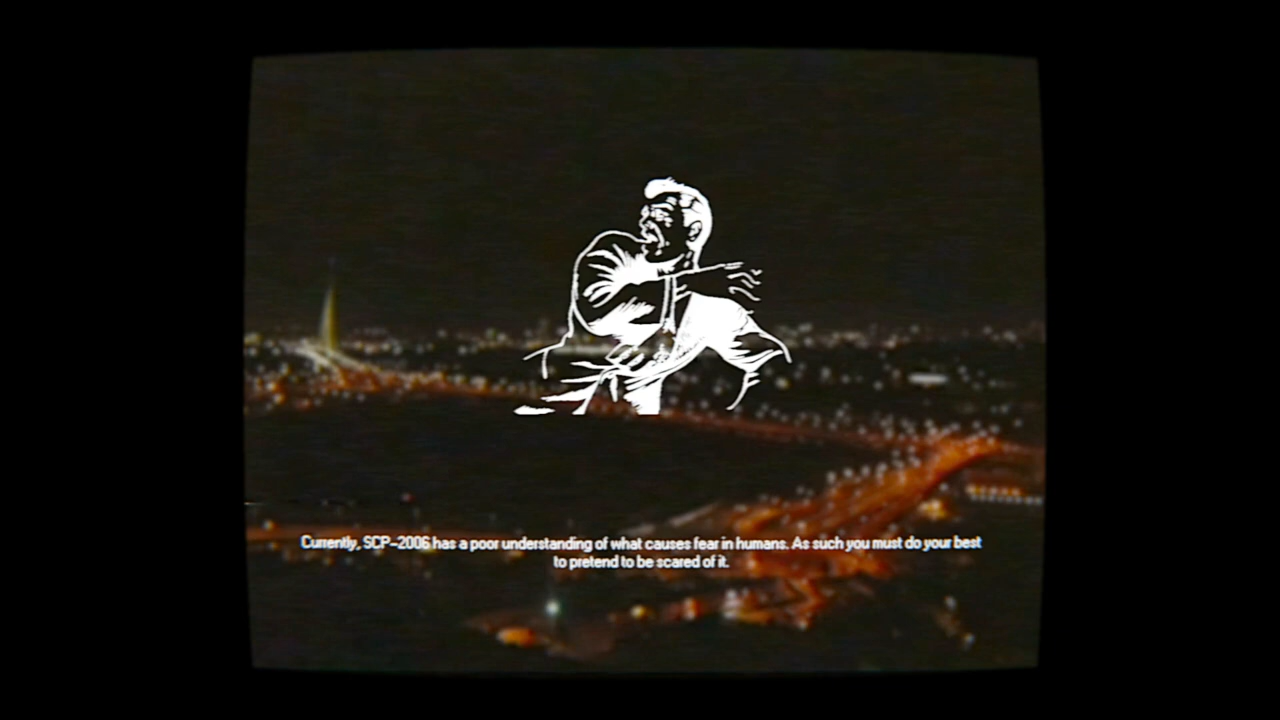 Currently, SCP-2006 has a poor understanding of what causes fear in humans. As such you must do your best
to pretend to be scared of it.